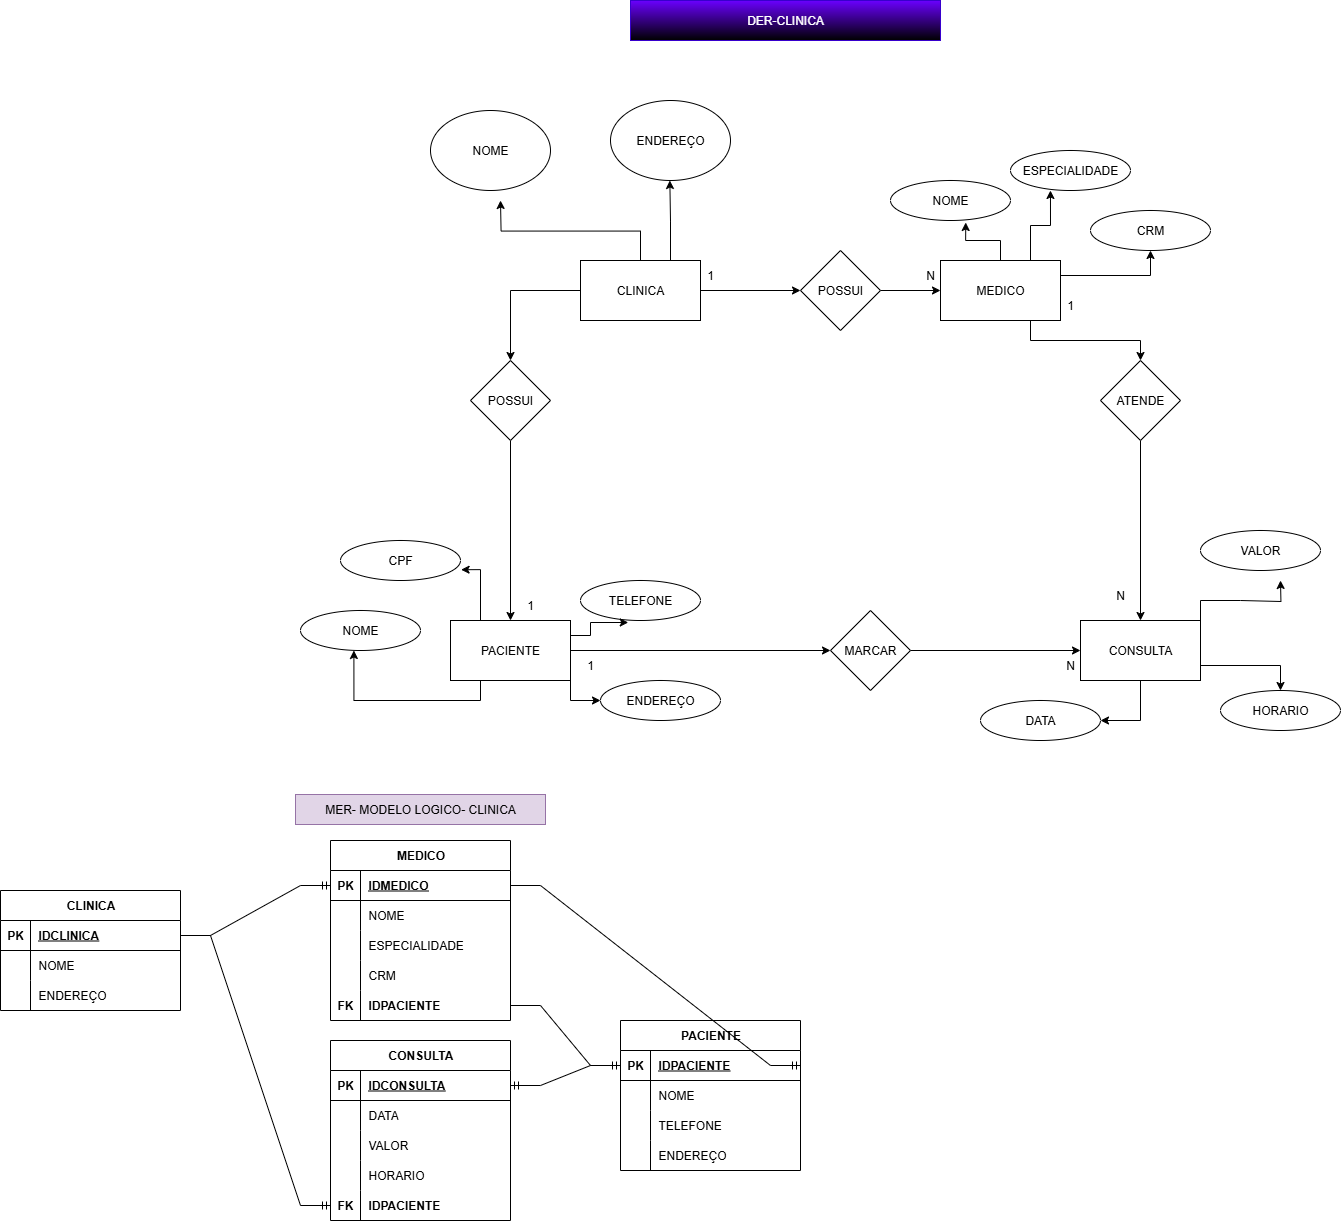 DER-CLINICA
NOME
ENDEREÇO
ESPECIALIDADE
NOME
CRM
CLINICA
1
POSSUI
N
MEDICO
1
POSSUI
ATENDE
VALOR
CPF
N
1
TELEFONE
NOME
PACIENTE
MARCAR
CONSULTA
1
N
ENDEREÇO
DATA
HORARIO
MER- MODELO LOGICO- CLINICA
CLINICA
PK IDCLINICA
NOME
ENDEREÇO
MEDICO
PK IDMEDICO
NOME
ESPECIALIDADE
CRM
FK IDPACIENTE
CONSULTA
PK IDCONSULTA
DATA
VALOR
HORARIO
FK IDPACIENTE
PACIENTE
PK IDPACIENTE
NOME
TELEFONE
ENDEREÇO